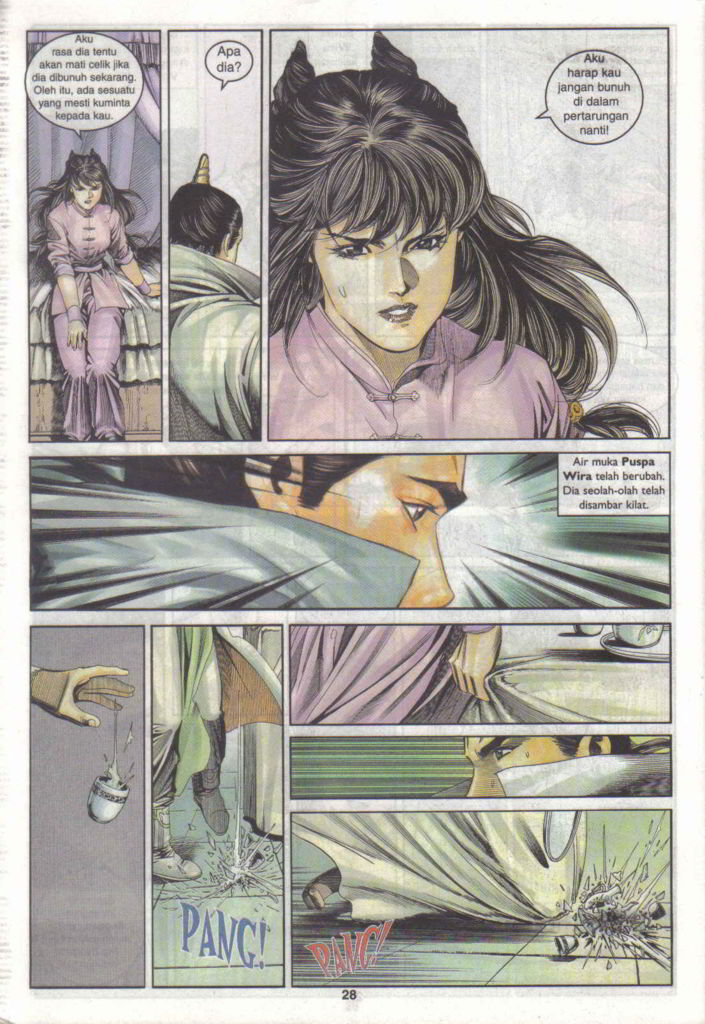 Aku
rasa dia tentu
akan mati celik jika
dia dibunuh sekarang.
Oleh itu, ada sesuatu
yang mesti kuminta
kepada kau.
Apa
dia?
Aku
harap kau
jangan bunuh
di dalam
pertarungan
nanti!
Air muka Puspa
Wira telah berubah.
Dia seolah-olah telah
disambar kilat.
PANG!
PANG!
28